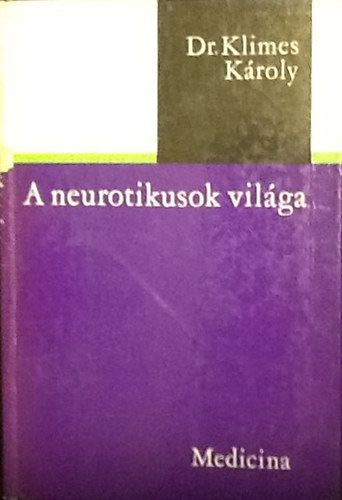 Dr. Klimes
Károly
A neurotikusok világa
Medicina